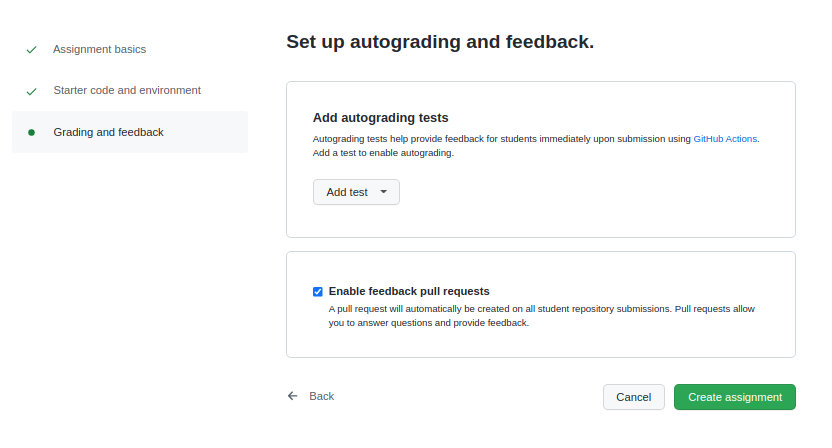 Assignment basics
Starter code and environment
Grading and feedback
Set up autograding and feedback.
Add autograding tests
Autograding tests help provide feedback for students immediately upon submission using GitHub Actions.
Add a test to enable autograding.
Add test
Enable feedback pull requests
A pull request will automatically be created on all student repository submissions. Pull requests allow
you to answer questions and provide feedback.
Back
Cancel
Create assignment